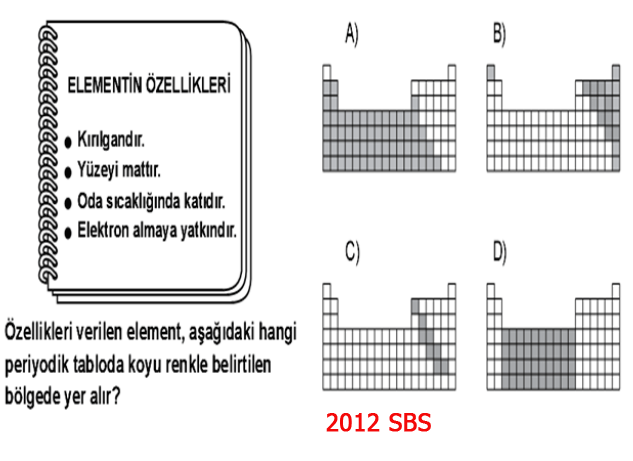 ELEMENTİN ÖZELLİKLERİ
• Kırılgandır.
• Yüzeyi mattır.
• Oda sıcaklığında katıdır.
• Elektron almaya yatkındır.
Özellikleri verilen element, aşağıdaki hangi
periyodik tabloda koyu renkle belirtilen
bölgede yer alır?
A)
B)
C)
D)
2012 SBS